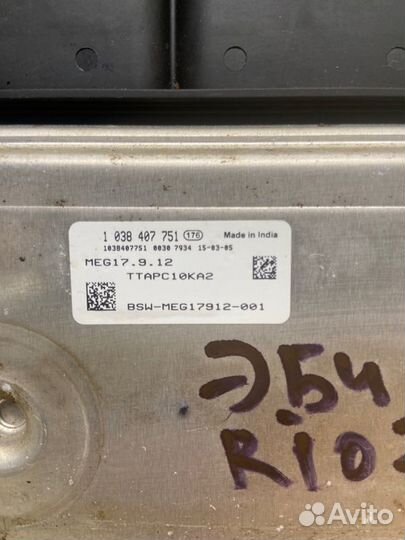 1 038 407 751 176 Made in India
1038407751 0030 7934 15-03-05
MEG17.9.12
TTAPC10KA2
BSW-MEG17912-001
ЭБУ
RIO
Avito